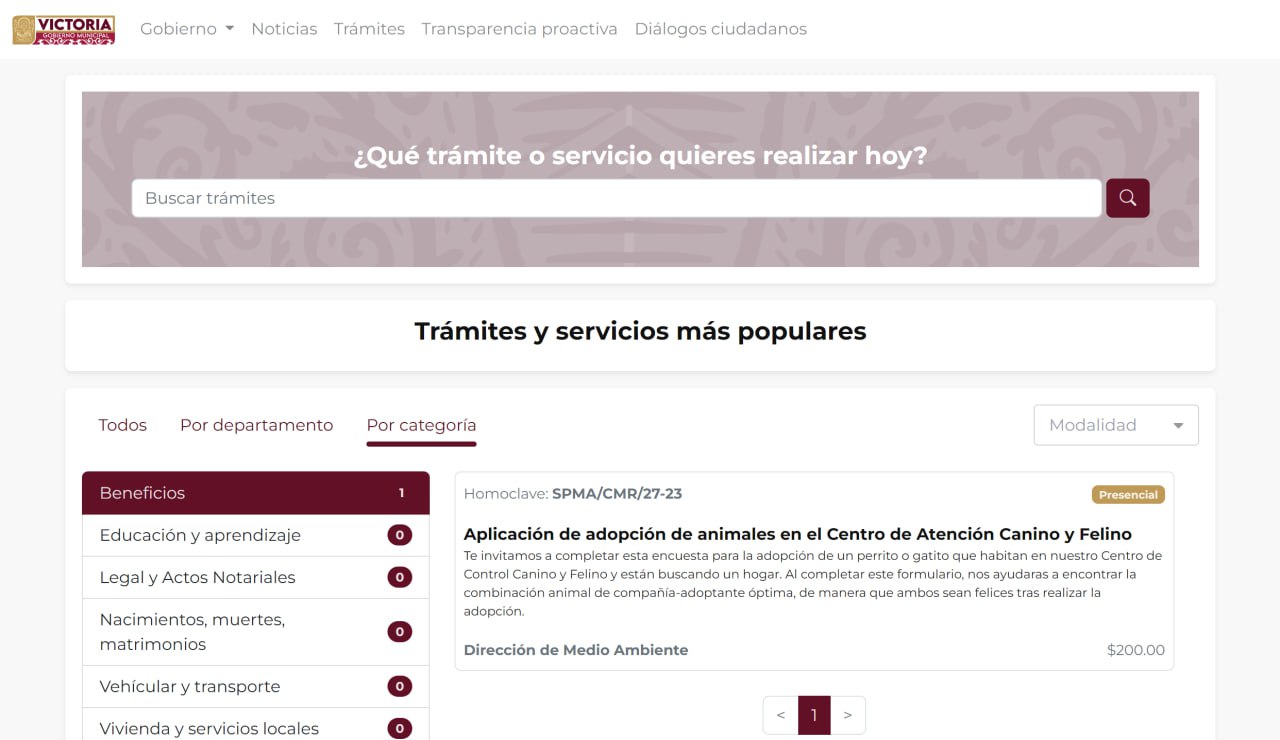 VICTORIA
GOBIERNO MUNICIPAL
Gobierno
Noticias
Trámites
Transparencia proactiva
Diálogos ciudadanos
¿Qué trámite o servicio quieres realizar hoy?
Buscar trámites
Trámites y servicios más populares
Todos
Por departamento
Por categoría
Modalidad
Beneficios 1
Educación y aprendizaje 0
Legal y Actos Notariales 0
Nacimientos, muertes,
matrimonios 0
Vehícular y transporte 0
Vivienda y servicios locales 0
Homoclave: SPMA/CMR/27-23
Presencial
Aplicación de adopción de animales en el Centro de Atención Canino y Felino
Te invitamos a completar esta encuesta para la adopción de un perrito o gatito que habitan en nuestro Centro de
Control Canino y Felino y están buscando un hogar. Al completar este formulario, nos ayudaras a encontrar la
combinación animal de compañía-adoptante óptima, de manera que ambos sean felices tras realizar la
adopción.
Dirección de Medio Ambiente
$200.00
< 1 >